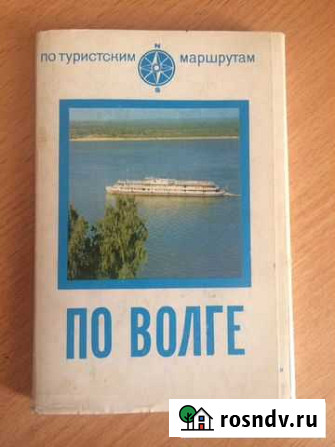 по туристским маршрутам
N
S
ПО ВОЛГЕ
rosndv.ru